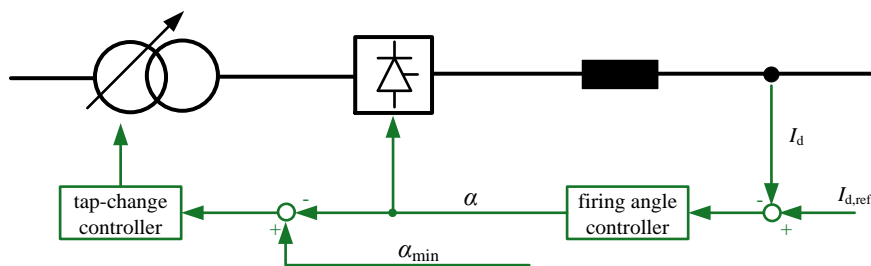 I_d
tap-change
controller
-
+
α
firing angle
controller
-
+
I_d,ref
α_min